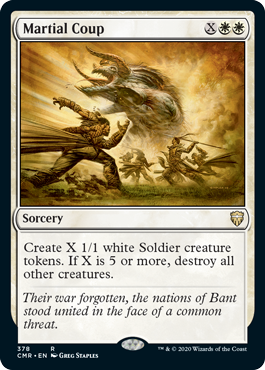 Martial Coup X W W
Sorcery
Create X 1/1 white Soldier creature
tokens. If X is 5 or more, destroy all
other creatures.
Their war forgotten, the nations of Bant
stood united in the face of a common
threat.
378 R
CMR • EN Greg Staples ™ & © 2020 Wizards of the Coast